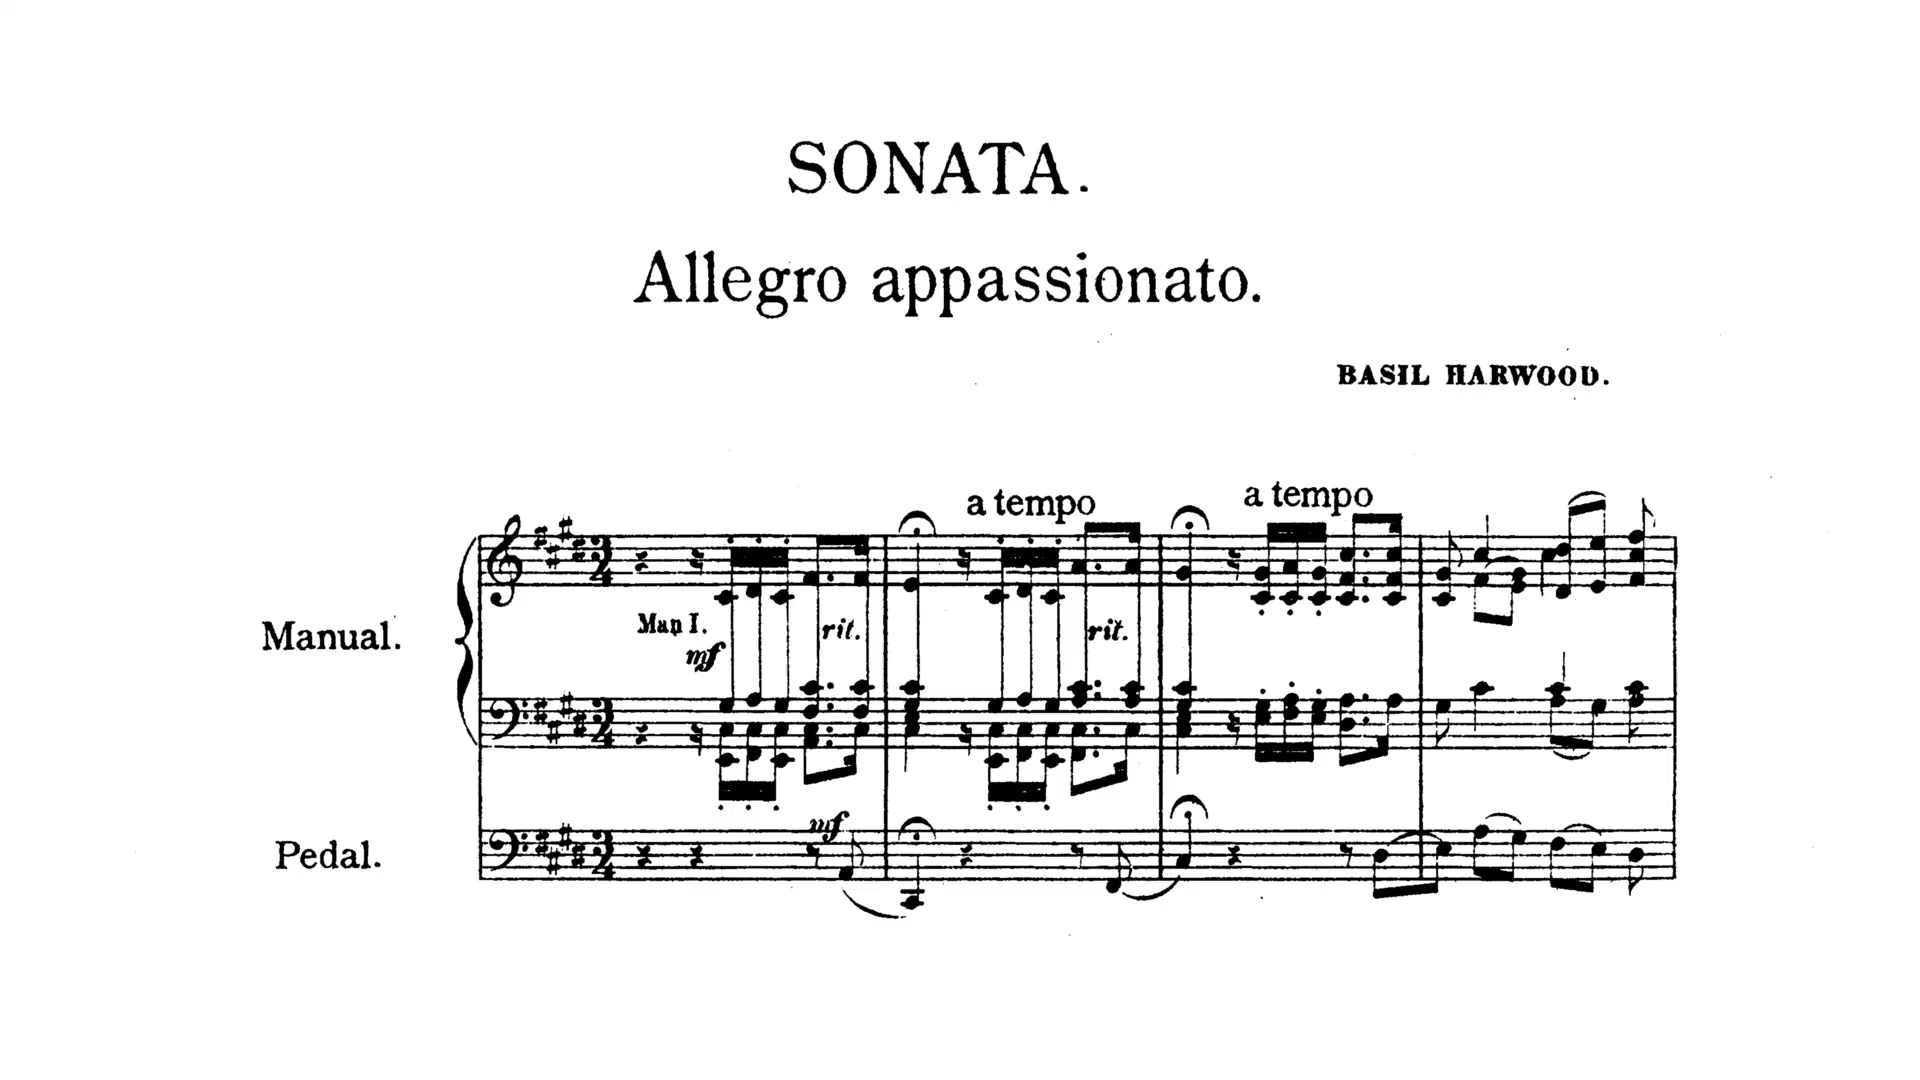 SONATA.
Allegro appassionato.
BASIL HARWOOD.
a tempo
a tempo
Manual.
Man I.
mf
rit.
rit.
Pedal.
mf